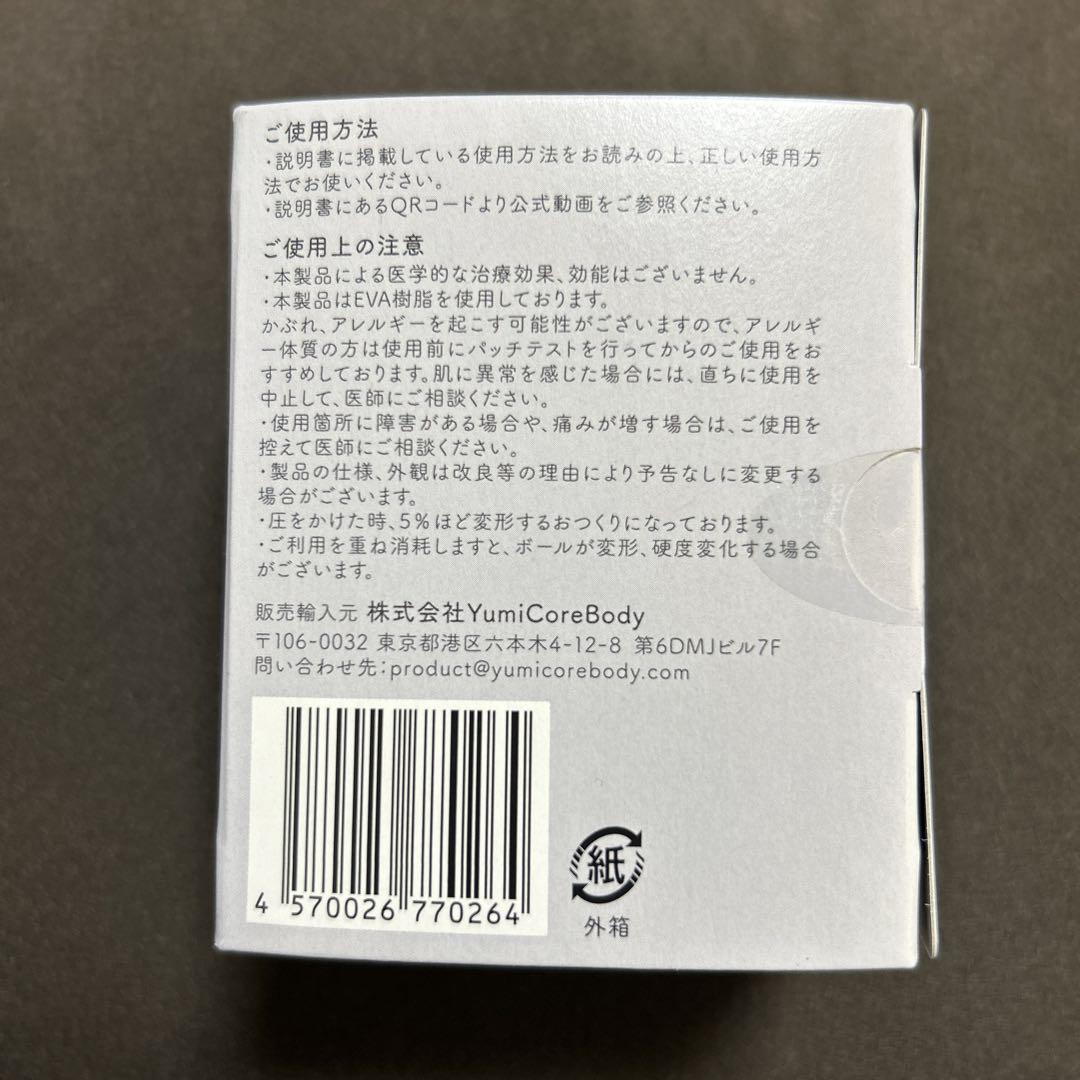 ご使用方法
・説明書に掲載している使用方法をお読みの上、正しい使用方
法でお使いください。
・説明書にあるQRコードより公式動画をご参照ください。
ご使用上の注意
・本製品による医学的な治療効果、効能はございません。
・本製品はEVA樹脂を使用しております。
かぶれ、アレルギーを起こす可能性がございますので、アレルギ
ー体質の方は使用前にパッチテストを行ってからのご使用をお
すすめしております。肌に異常を感じた場合には、直ちに使用を
中止して、医師にご相談ください。
・使用箇所に障害がある場合や、痛みが増す場合は、ご使用を
控えて医師にご相談ください。
・製品の仕様、外観は改良等の理由により予告なしに変更する
場合がございます。
・圧をかけた時、5%ほど変形するおつくりになっております。
・ご利用を重ね消耗しますと、ボールが変形、硬度変化する場合
がございます。
販売輸入元 株式会社YumiCoreBody
〒106-0032 東京都港区六本木4-12-8 第6DMJビル7F
問い合わせ先：product@yumicorebody.com
4 570026 770264
紙
外箱